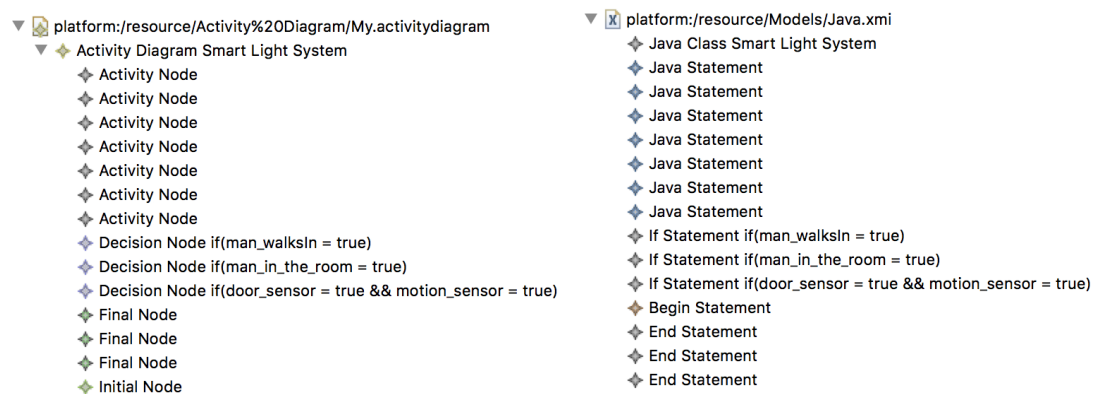 platform:/resource/Activity%20Diagram/My.activitydiagram
Activity Diagram Smart Light System
Activity Node
Activity Node
Activity Node
Activity Node
Activity Node
Activity Node
Activity Node
Decision Node if(man_walksIn = true)
Decision Node if(man_in_the_room = true)
Decision Node if(door_sensor = true && motion_sensor = true)
Final Node
Final Node
Final Node
Initial Node
platform:/resource/Models/Java.xmi
Java Class Smart Light System
Java Statement
Java Statement
Java Statement
Java Statement
Java Statement
Java Statement
Java Statement
If Statement if(man_walksIn = true)
If Statement if(man_in_the_room = true)
If Statement if(door_sensor = true && motion_sensor = true)
Begin Statement
End Statement
End Statement
End Statement